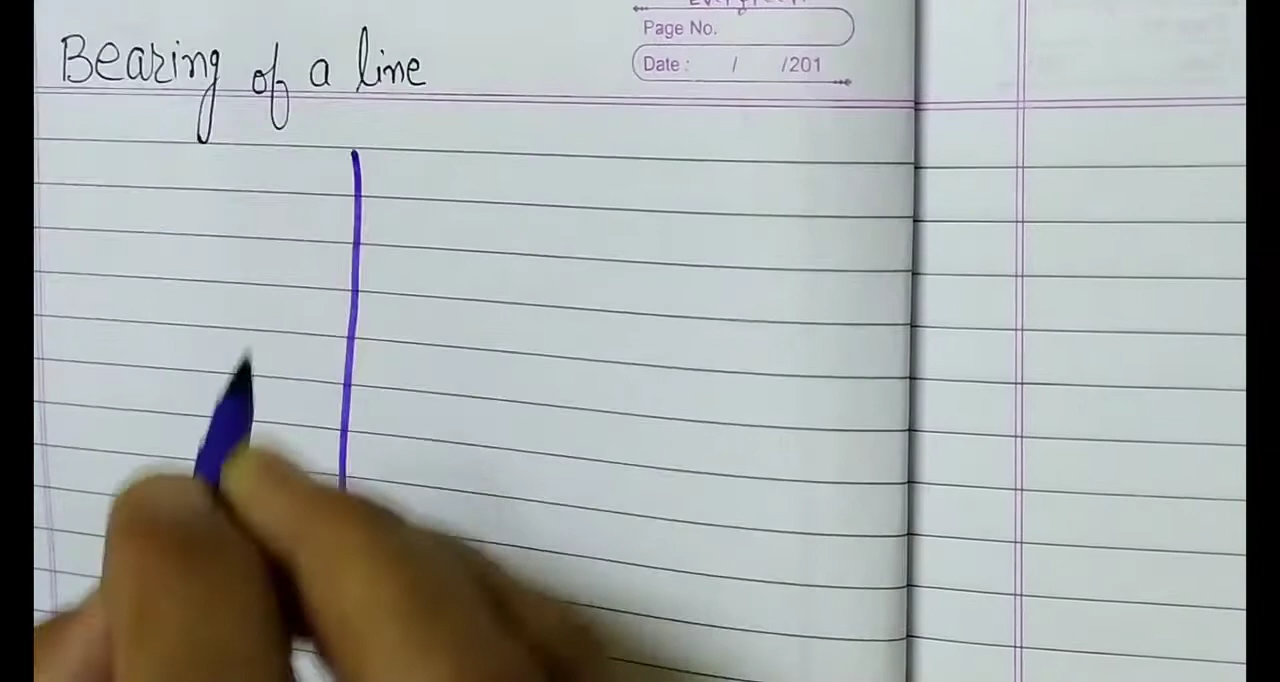 Bearing of a line
Page No.
Date : / /201